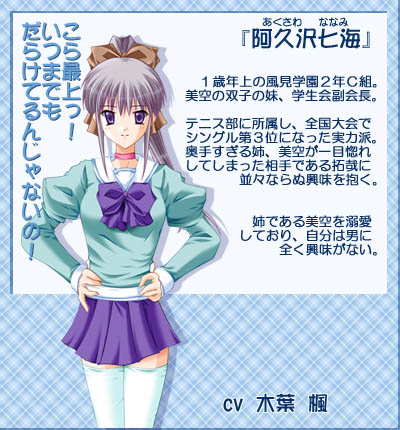 こら最上っ！
いつまでも
だらけてるんじゃないの！
あくさわ ななみ
『阿久沢七海』
１歳年上の風見学園２年Ｃ組。
美空の双子の妹、学生会副会長。
テニス部に所属し、全国大会で
シングル第３位になった実力派。
奥手すぎる姉、美空が一目惚れ
してしまった相手である拓哉に
並々ならぬ興味を抱く。
姉である美空を溺愛
しており、自分は男に
全く興味がない。
CV 木葉 楓